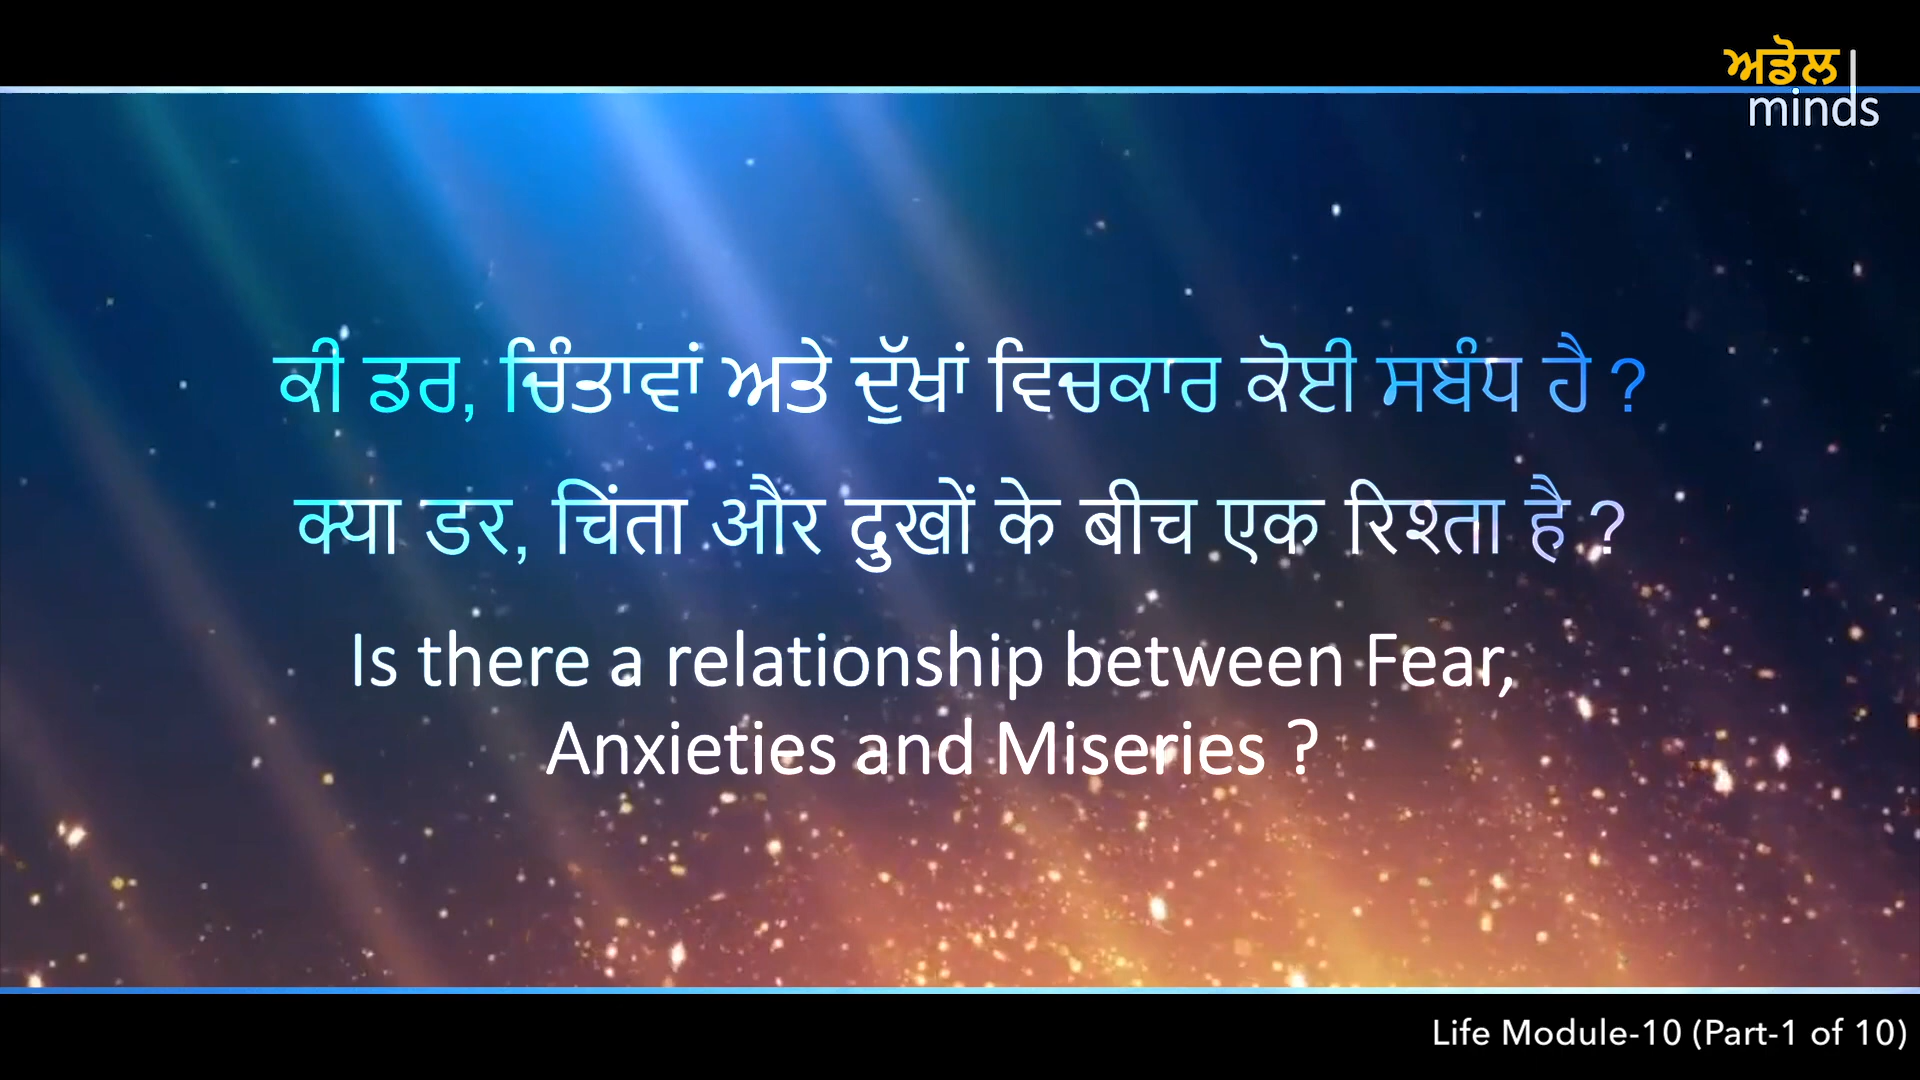 ਅਡੋਲ
minds
ਕੀ ਡਰ, ਚਿੰਤਾਵਾਂ ਅਤੇ ਦੁੱਖਾਂ ਵਿਚਕਾਰ ਕੋਈ ਸਬੰਧ ਹੈ ?
क्या डर, चिंता और दुखों के बीच एक रिश्ता है ?
Is there a relationship between Fear,
Anxieties and Miseries ?
Life Module-10 (Part-1 of 10)